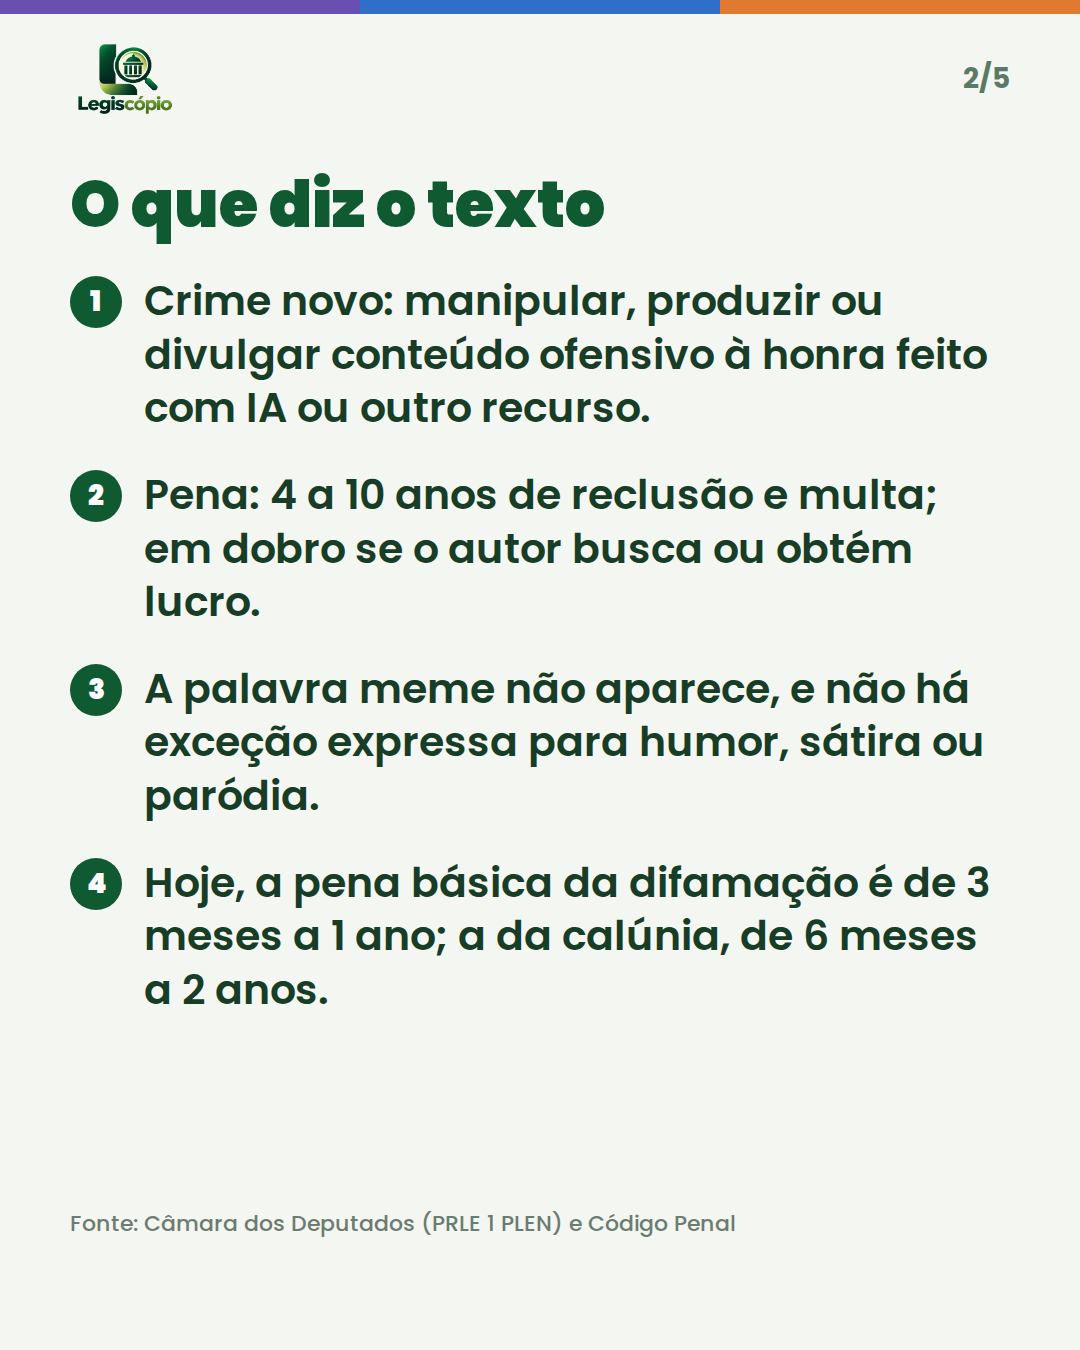 Legiscópio
2/5
O que diz o texto
1 Crime novo: manipular, produzir ou
divulgar conteúdo ofensivo à honra feito
com IA ou outro recurso.
2 Pena: 4 a 10 anos de reclusão e multa;
em dobro se o autor busca ou obtém
lucro.
3 A palavra meme não aparece, e não há
exceção expressa para humor, sátira ou
paródia.
4 Hoje, a pena básica da difamação é de 3
meses a 1 ano; a da calúnia, de 6 meses
a 2 anos.
Fonte: Câmara dos Deputados (PRLE 1 PLEN) e Código Penal